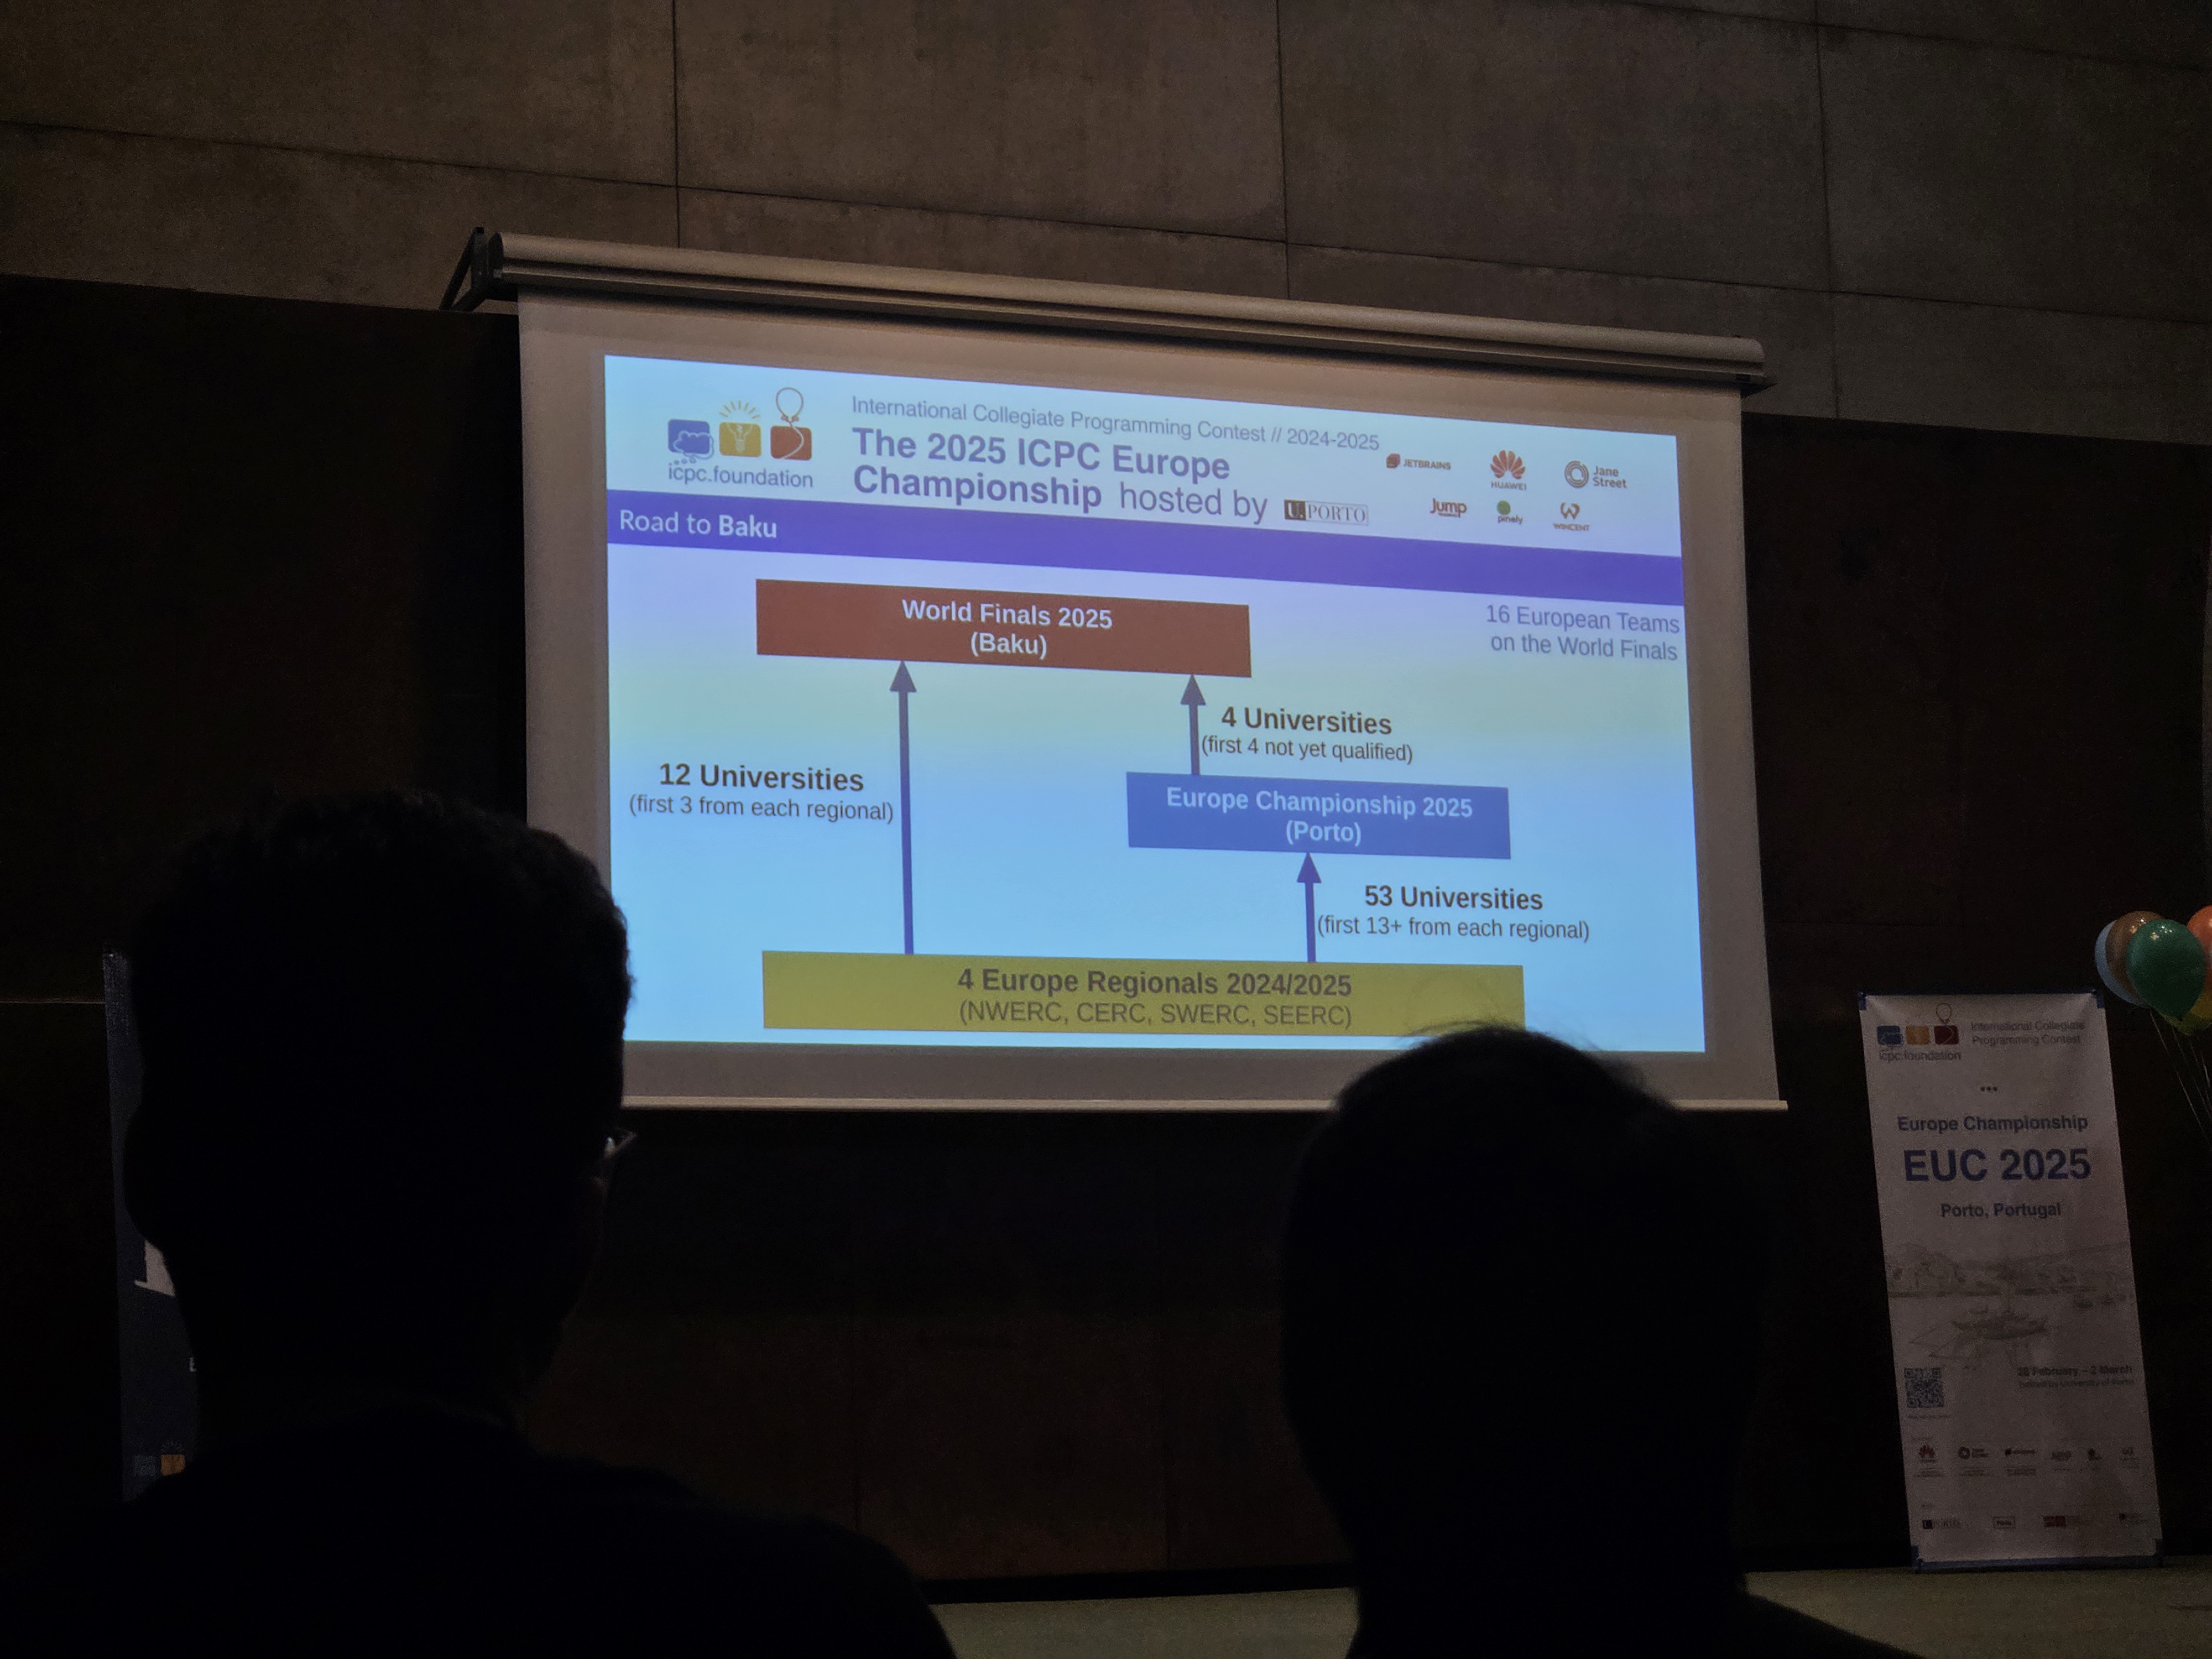 International Collegiate Programming Contest // 2024-2025
The 2025 ICPC Europe
Championship hosted by U.PORTO
icpc.foundation
JETBRAINS
HUAWEI
Jane
Street
Jump
pinely
WINCENT
Road to Baku
World Finals 2025
(Baku)
16 European Teams
on the World Finals
4 Universities
(first 4 not yet qualified)
12 Universities
(first 3 from each regional)
Europe Championship 2025
(Porto)
53 Universities
(first 13+ from each regional)
4 Europe Regionals 2024/2025
(NWERC, CERC, SWERC, SEERC)
icpc.foundation
International Collegiate
Programming Contest
Europe Championship
EUC 2025
Porto, Portugal
28 February – 2 March